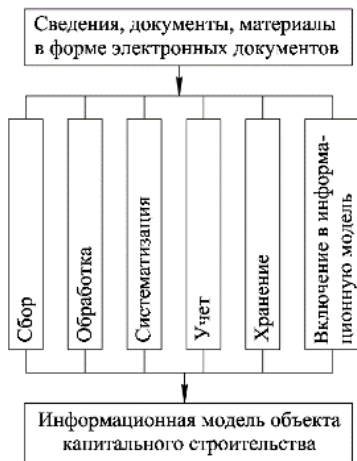 Сведения, документы, материалы
в форме электронных документов
Сбор
Обработка
Систематизация
Учет
Хранение
Включение в информа-
ционную модель
Информационная модель объекта
капитального строительства